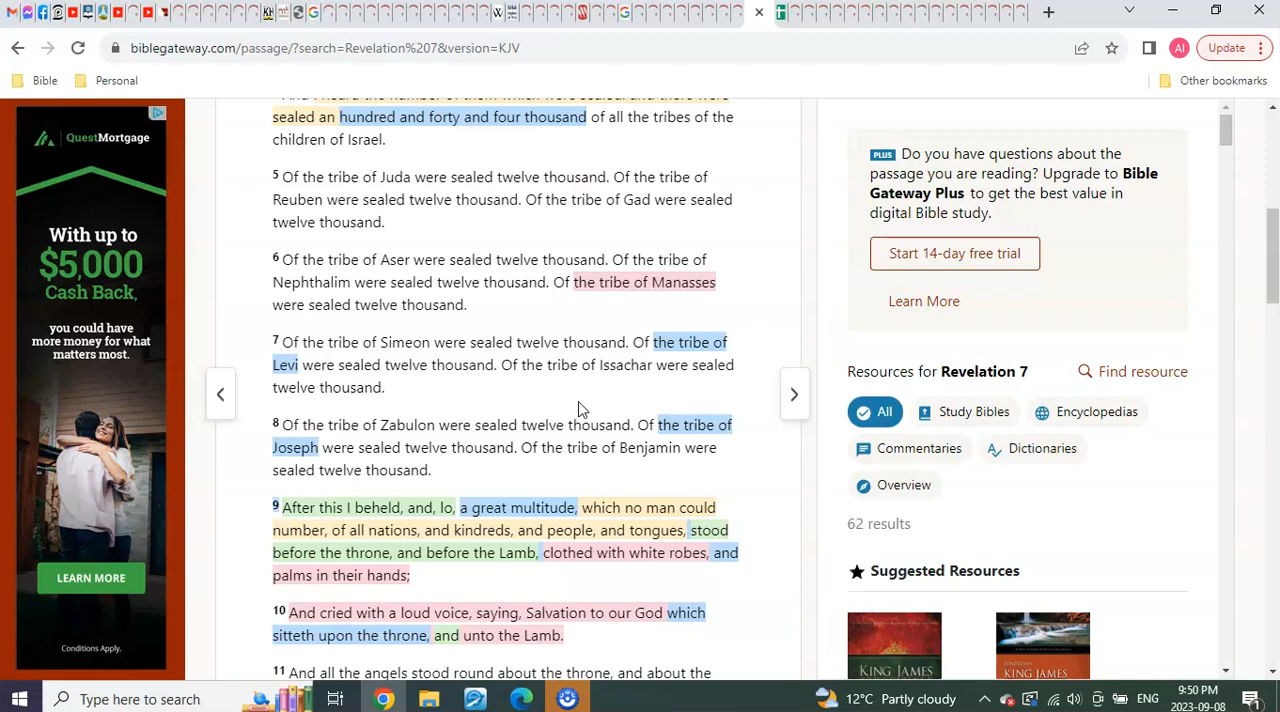 biblegateway.com/passage/?search=Revelation%207&version=KJV
AI
Update
Bible
Personal
Other bookmarks
QuestMortgage
With up to
$5,000
Cash Back,
you could have
more money for what
matters most.
LEARN MORE
Conditions Apply.
And I heard the number of them which were sealed: and there were
sealed an hundred and forty and four thousand of all the tribes of the
children of Israel.
5 Of the tribe of Juda were sealed twelve thousand. Of the tribe of
Reuben were sealed twelve thousand. Of the tribe of Gad were sealed
twelve thousand.
6 Of the tribe of Aser were sealed twelve thousand. Of the tribe of
Nephthalim were sealed twelve thousand. Of the tribe of Manasses
were sealed twelve thousand.
7 Of the tribe of Simeon were sealed twelve thousand. Of the tribe of
Levi were sealed twelve thousand. Of the tribe of Issachar were sealed
twelve thousand.
8 Of the tribe of Zabulon were sealed twelve thousand. Of the tribe of
Joseph were sealed twelve thousand. Of the tribe of Benjamin were
sealed twelve thousand.
9 After this I beheld, and, lo, a great multitude, which no man could
number, of all nations, and kindreds, and people, and tongues, stood
before the throne, and before the Lamb, clothed with white robes, and
palms in their hands;
10 And cried with a loud voice, saying, Salvation to our God which
sitteth upon the throne, and unto the Lamb.
11 And all the angels stood round about the throne, and about the
PLUS Do you have questions about the
passage you are reading? Upgrade to Bible
Gateway Plus to get the best value in
digital Bible study.
Start 14-day free trial
Learn More
Resources for Revelation 7
Find resource
All
Study Bibles
Encyclopedias
Commentaries
Dictionaries
Overview
62 results
Suggested Resources
KING JAMES
KING JAMES
Type here to search
12°C Partly cloudy
ENG
9:50 PM
2023-09-08
1